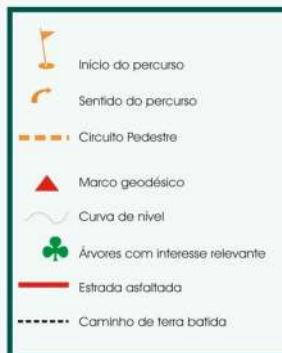 Início do percurso
Sentido do percurso
Circuito Pedestre
Marco geodésico
Curva de nível
Árvores com interesse relevante
Estrada asfaltada
Caminho de terra batida